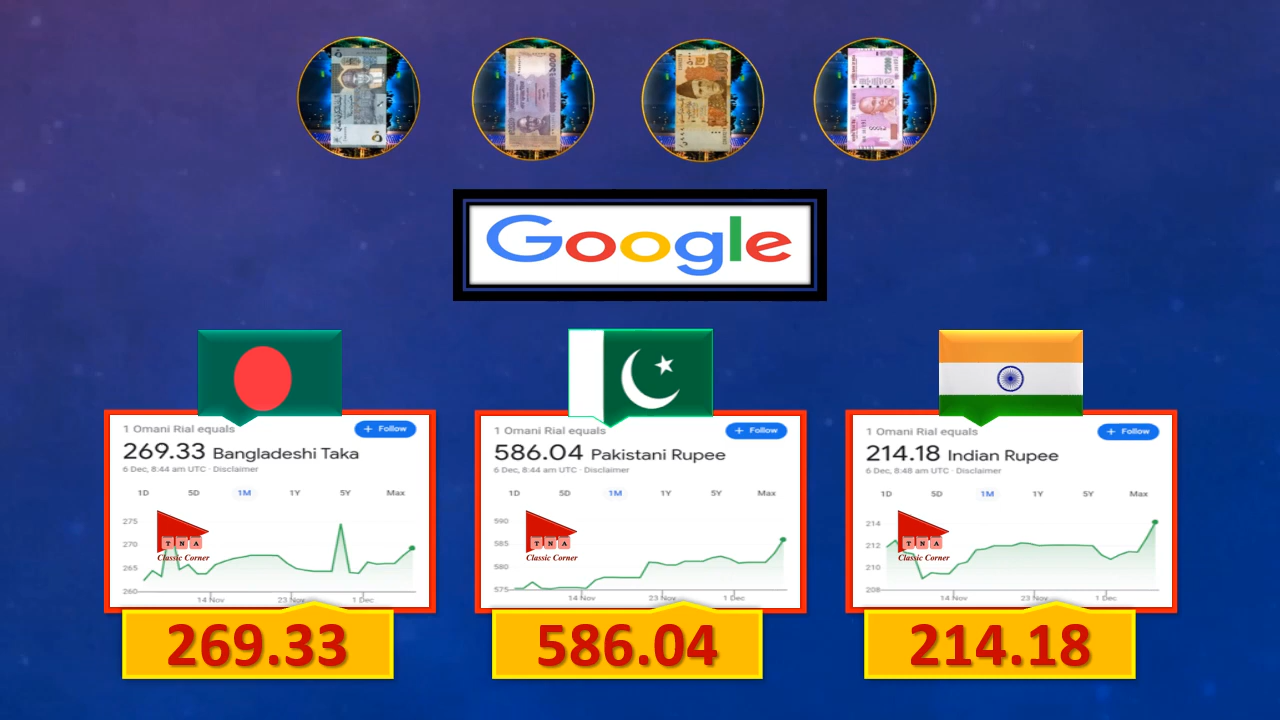 Google
1 Omani Rial equals
+ Follow
269.33 Bangladeshi Taka
6 Dec, 8:44 am UTC · Disclaimer
1D 5D 1M 1Y 5Y Max
275
270
265
260
14 Nov 23 Nov 1 Dec
TNA
Classic Corner
269.33
1 Omani Rial equals
+ Follow
586.04 Pakistani Rupee
6 Dec, 8:44 am UTC · Disclaimer
1D 5D 1M 1Y 5Y Max
590
585
580
575
14 Nov 23 Nov 1 Dec
TNA
Classic Corner
586.04
1 Omani Rial equals
+ Follow
214.18 Indian Rupee
6 Dec, 8:48 am UTC · Disclaimer
1D 5D 1M 1Y 5Y Max
214
212
210
208
14 Nov 23 Nov 1 Dec
TNA
Classic Corner
214.18